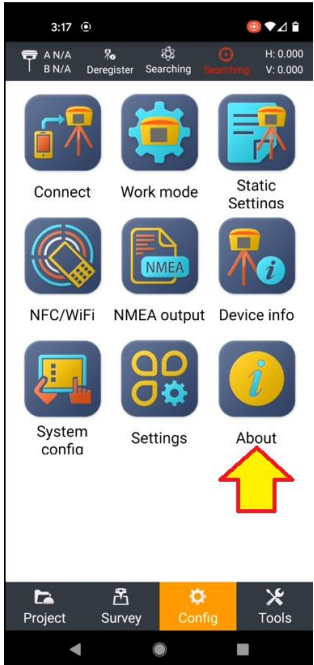 3:17
A N/A
B N/A
Deregister
Searching
Searching
H: 0.000
V: 0.000
Connect
Work mode
Static
Settings
NFC/WiFi
NMEA
NMEA output
Device info
System
config
Settings
About
Project
Survey
Config
Tools